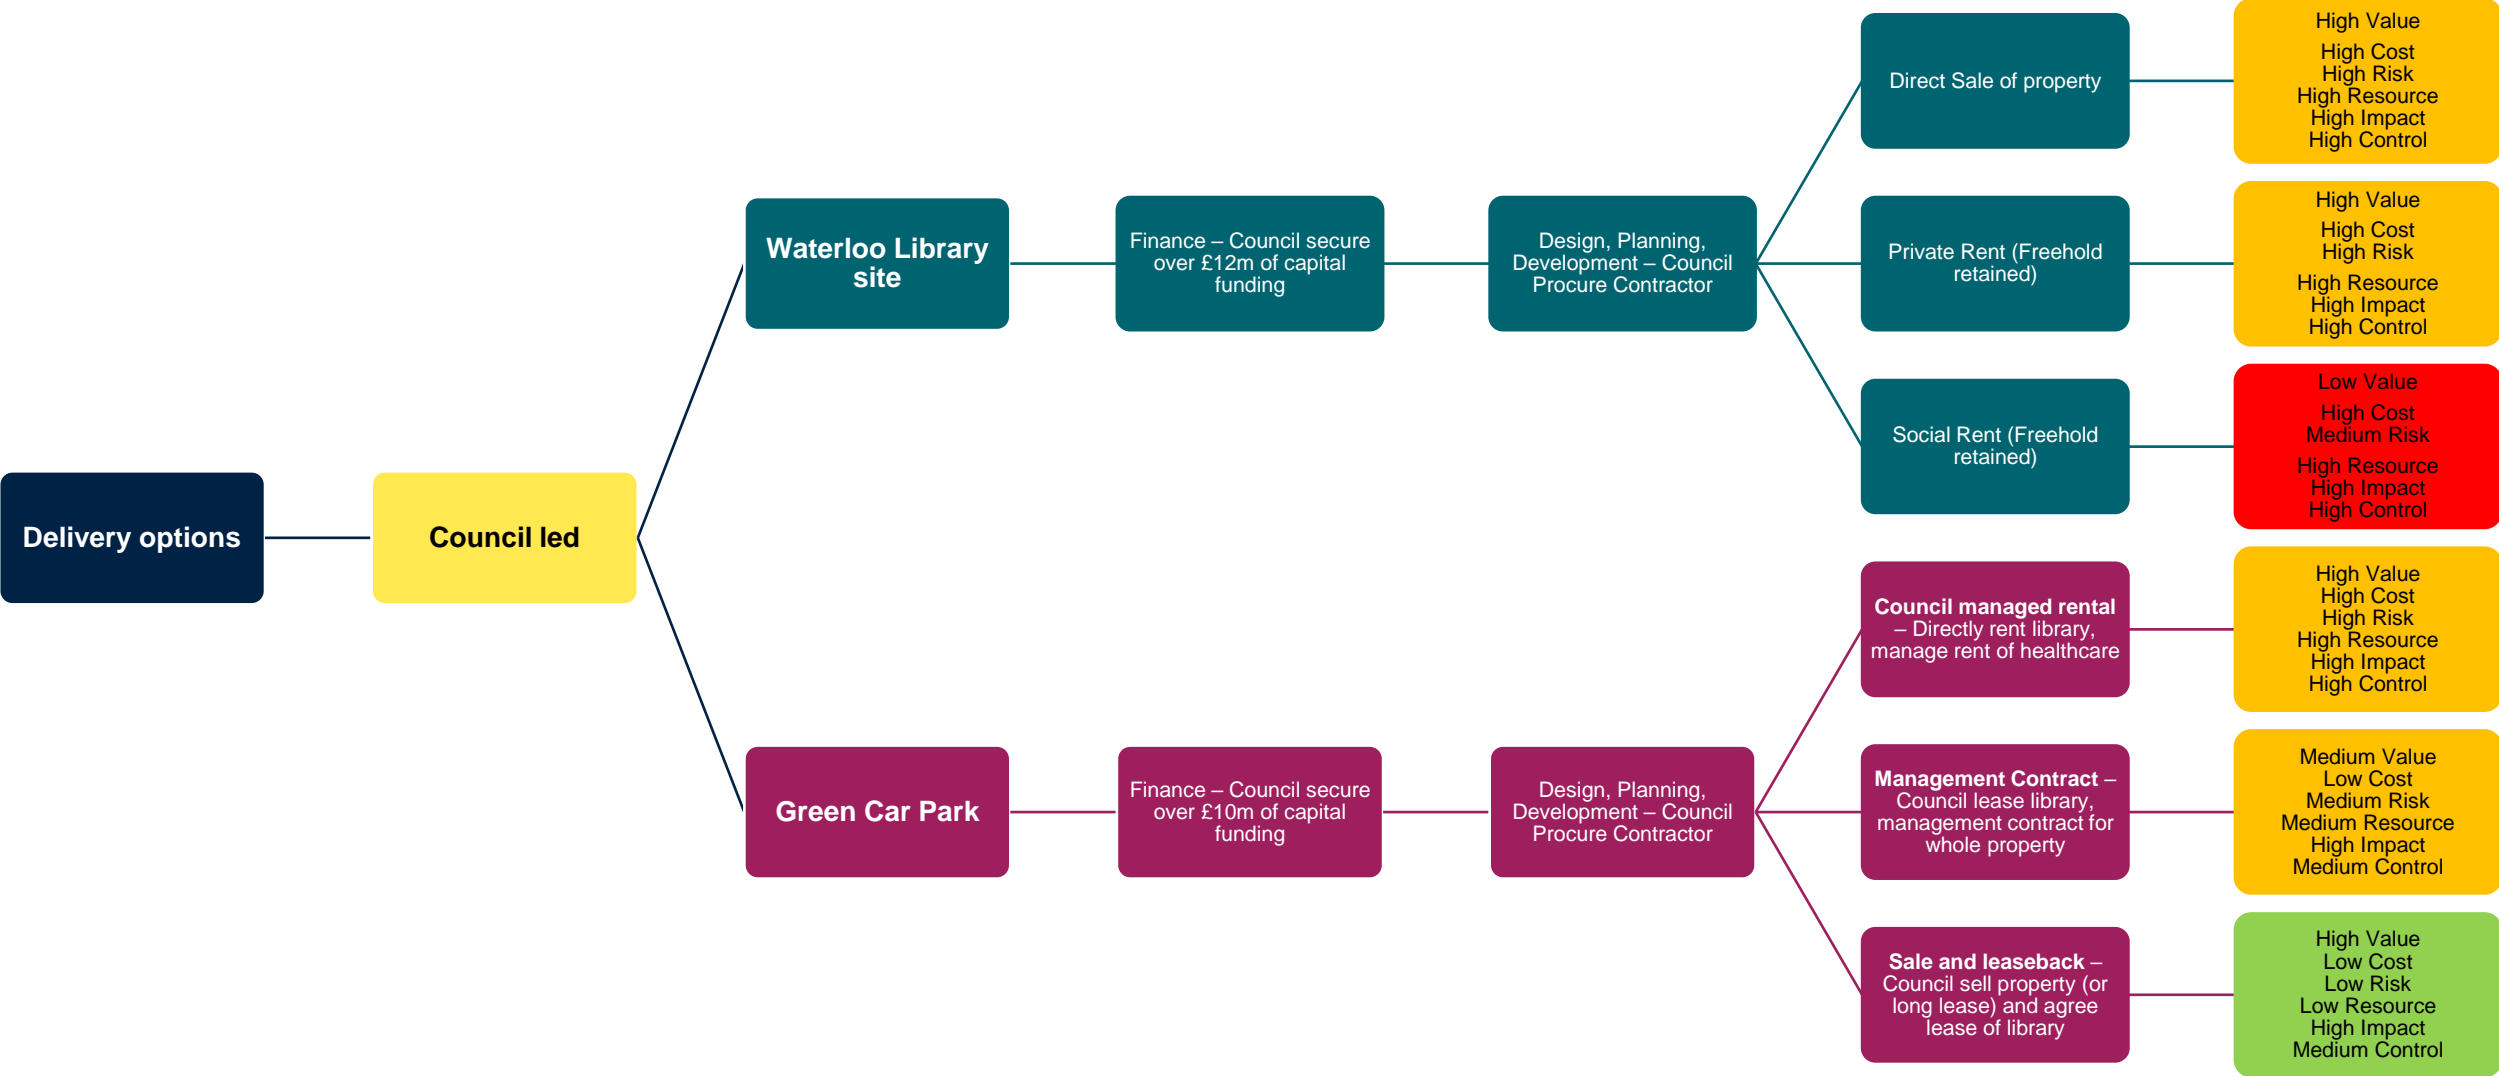 Delivery options
Council led
Waterloo Library
site
Finance – Council secure
over £12m of capital
funding
Design, Planning,
Development – Council
Procure Contractor
Direct Sale of property
High Value
High Cost
High Risk
High Resource
High Impact
High Control
Private Rent (Freehold
retained)
High Value
High Cost
High Risk
High Resource
High Impact
High Control
Social Rent (Freehold
retained)
Low Value
High Cost
Medium Risk
High Resource
High Impact
High Control
Green Car Park
Finance – Council secure
over £10m of capital
funding
Design, Planning,
Development – Council
Procure Contractor
Council managed rental
– Directly rent library,
manage rent of healthcare
High Value
High Cost
High Risk
High Resource
High Impact
High Control
Management Contract –
Council lease library,
management contract for
whole property
Medium Value
Low Cost
Medium Risk
Medium Resource
High Impact
Medium Control
Sale and leaseback –
Council sell property (or
long lease) and agree
lease of library
High Value
Low Cost
Low Risk
Low Resource
High Impact
Medium Control